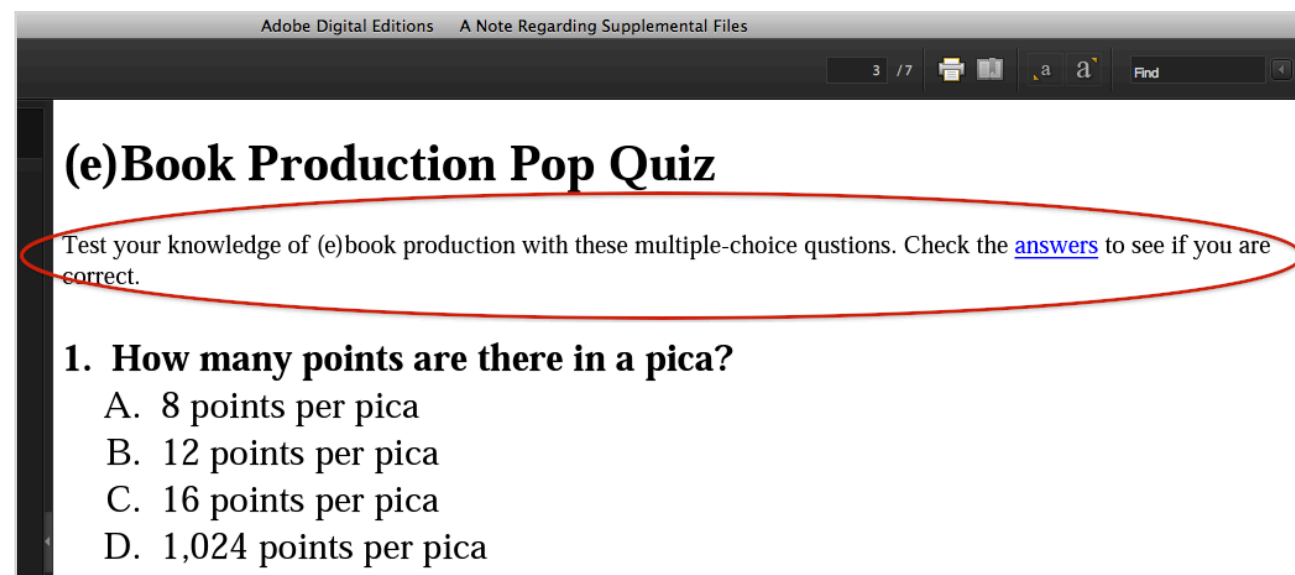 Adobe Digital Editions A Note Regarding Supplemental Files
3 /7 a a Find
(e)Book Production Pop Quiz
Test your knowledge of (e)book production with these multiple-choice qustions. Check the answers to see if you are
correct.
1. How many points are there in a pica?
A. 8 points per pica
B. 12 points per pica
C. 16 points per pica
D. 1,024 points per pica